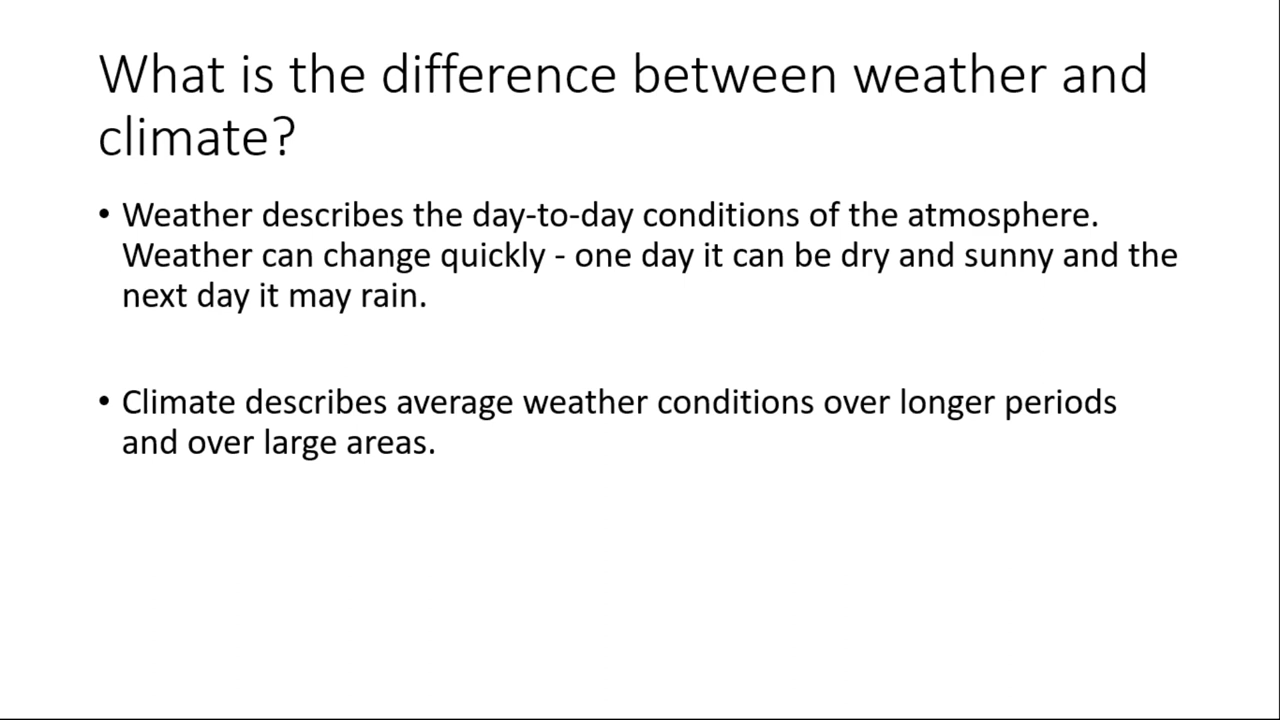 What is the difference between weather and
climate?
• Weather describes the day-to-day conditions of the atmosphere.
Weather can change quickly - one day it can be dry and sunny and the
next day it may rain.
• Climate describes average weather conditions over longer periods
and over large areas.